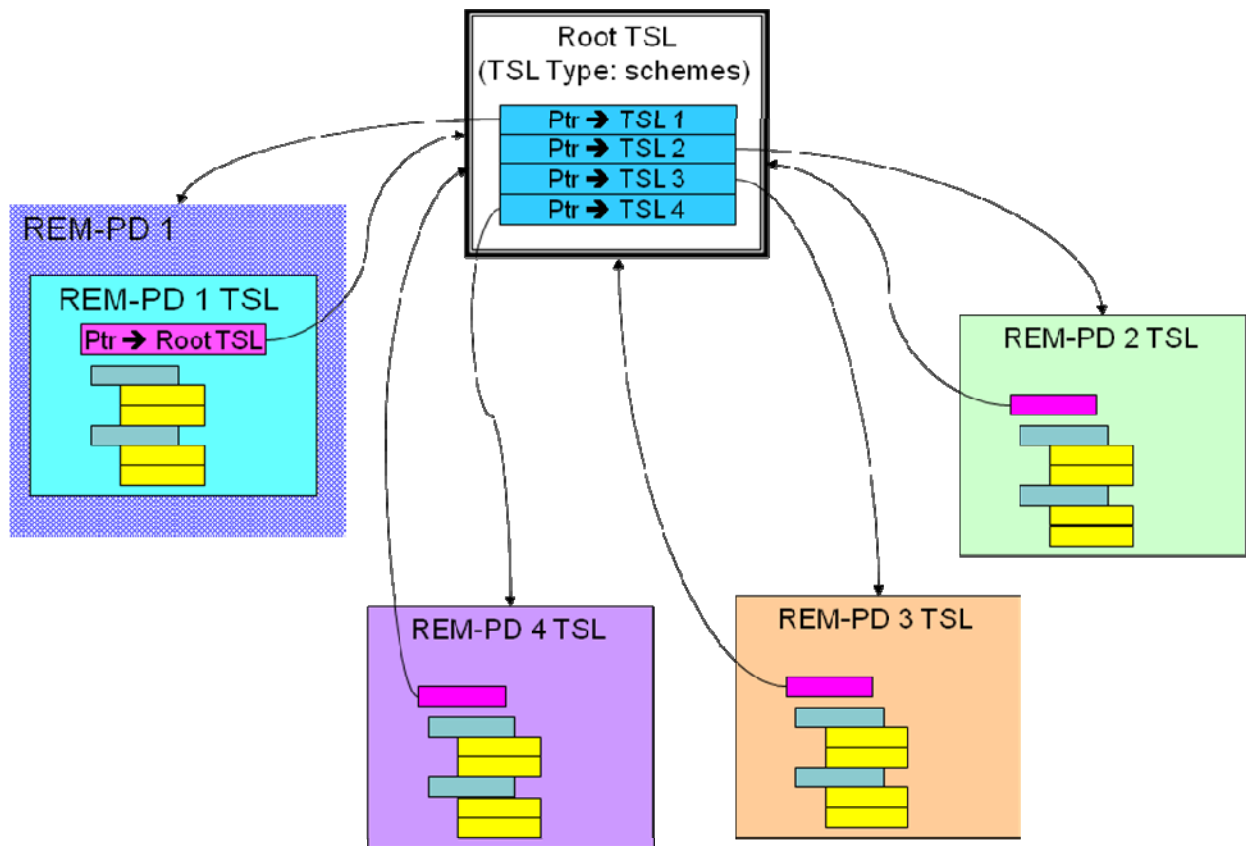 Root TSL
(TSL Type: schemes)
Ptr ➔ TSL 1
Ptr ➔ TSL 2
Ptr ➔ TSL 3
Ptr ➔ TSL 4
REM-PD 1
REM-PD 1 TSL
Ptr ➔ Root TSL
REM-PD 2 TSL
REM-PD 4 TSL
REM-PD 3 TSL